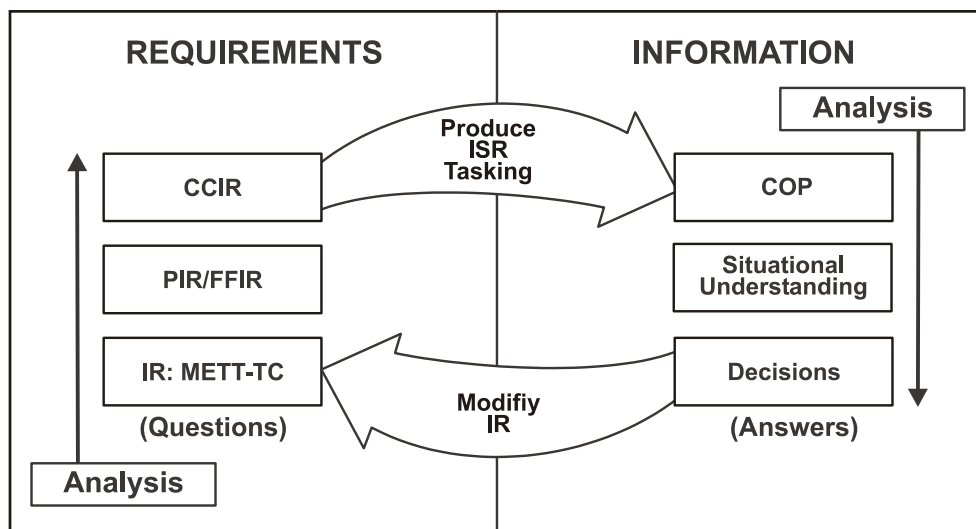 REQUIREMENTS
INFORMATION
Analysis
Produce
ISR
Tasking
CCIR
COP
PIR/FFIR
Situational
Understanding
IR: METT-TC
Decisions
Modifiy
IR
(Questions)
(Answers)
Analysis